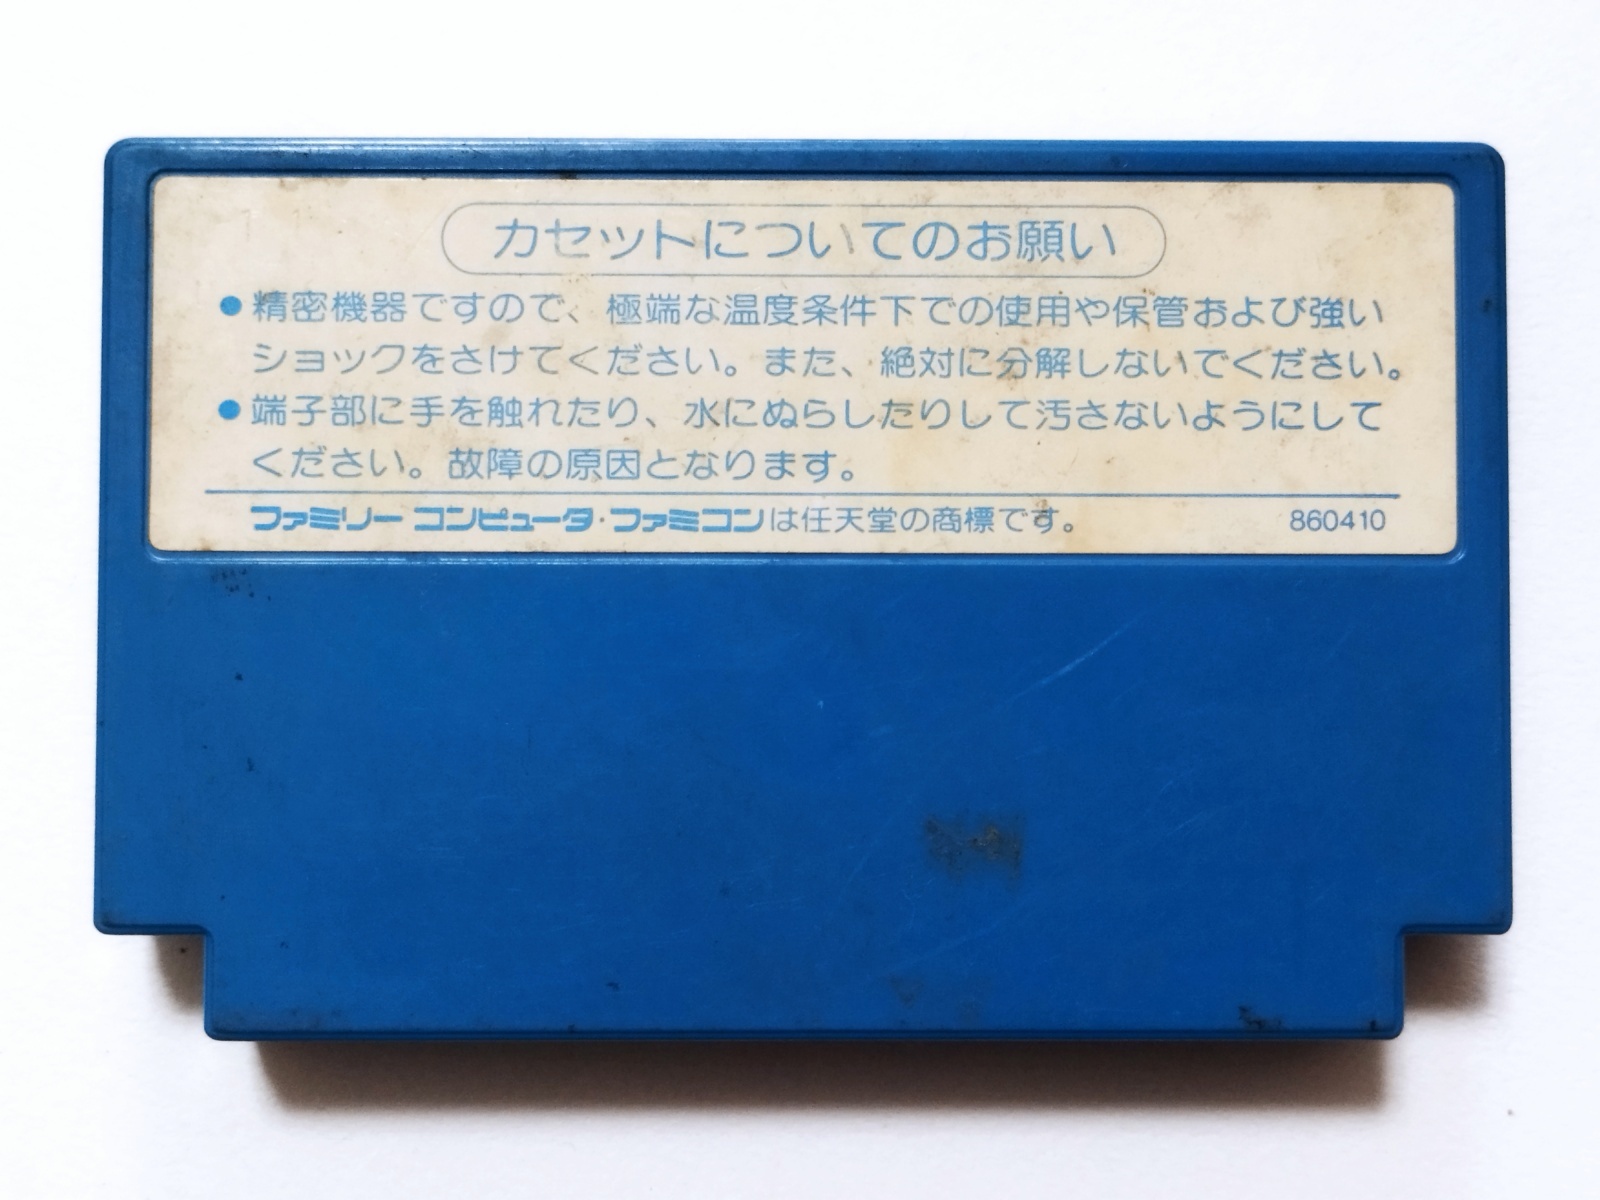 カセットについてのお願い
●精密機器ですので、極端な温度条件下での使用や保管および強い
ショックをさけてください。また、絶対に分解しないでください。
●端子部に手を触れたり、水にぬらしたりして汚さないようにして
ください。故障の原因となります。
ファミリー コンピュータ・ファミコンは任天堂の商標です。 860410